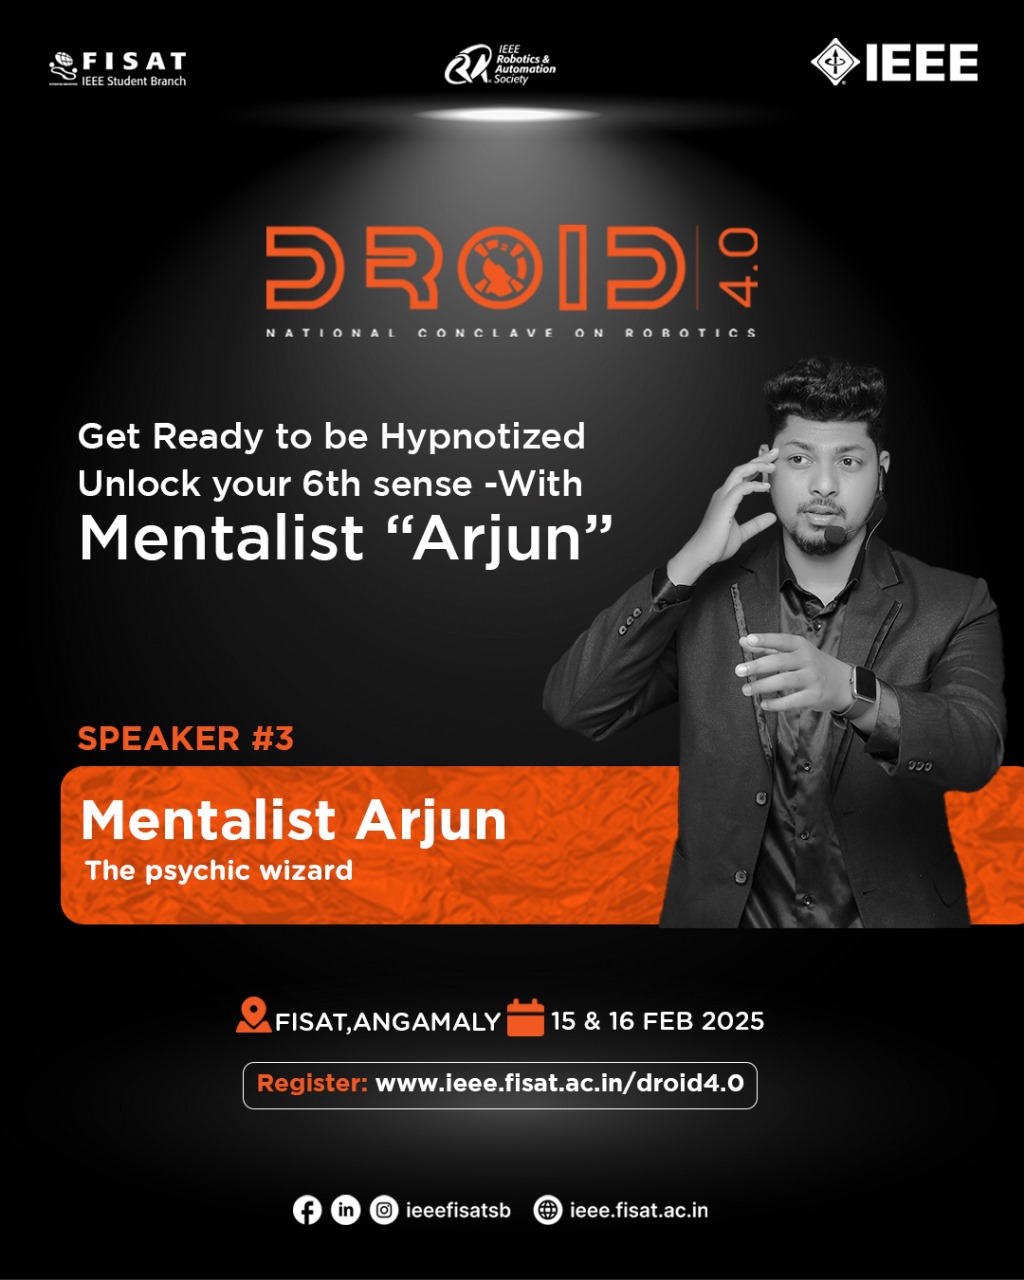 FISAT
IEEE Student Branch
IEEE
Robotics &
Automation
Society
IEEE
DROID 4.0
NATIONAL CONCLAVE ON ROBOTICS
Get Ready to be Hypnotized
Unlock your 6th sense -With
Mentalist “Arjun”
SPEAKER #3
Mentalist Arjun
The psychic wizard
FISAT,ANGAMALY 15 & 16 FEB 2025
Register: www.ieee.fisat.ac.in/droid4.0
ieeefisatsb ieee.fisat.ac.in